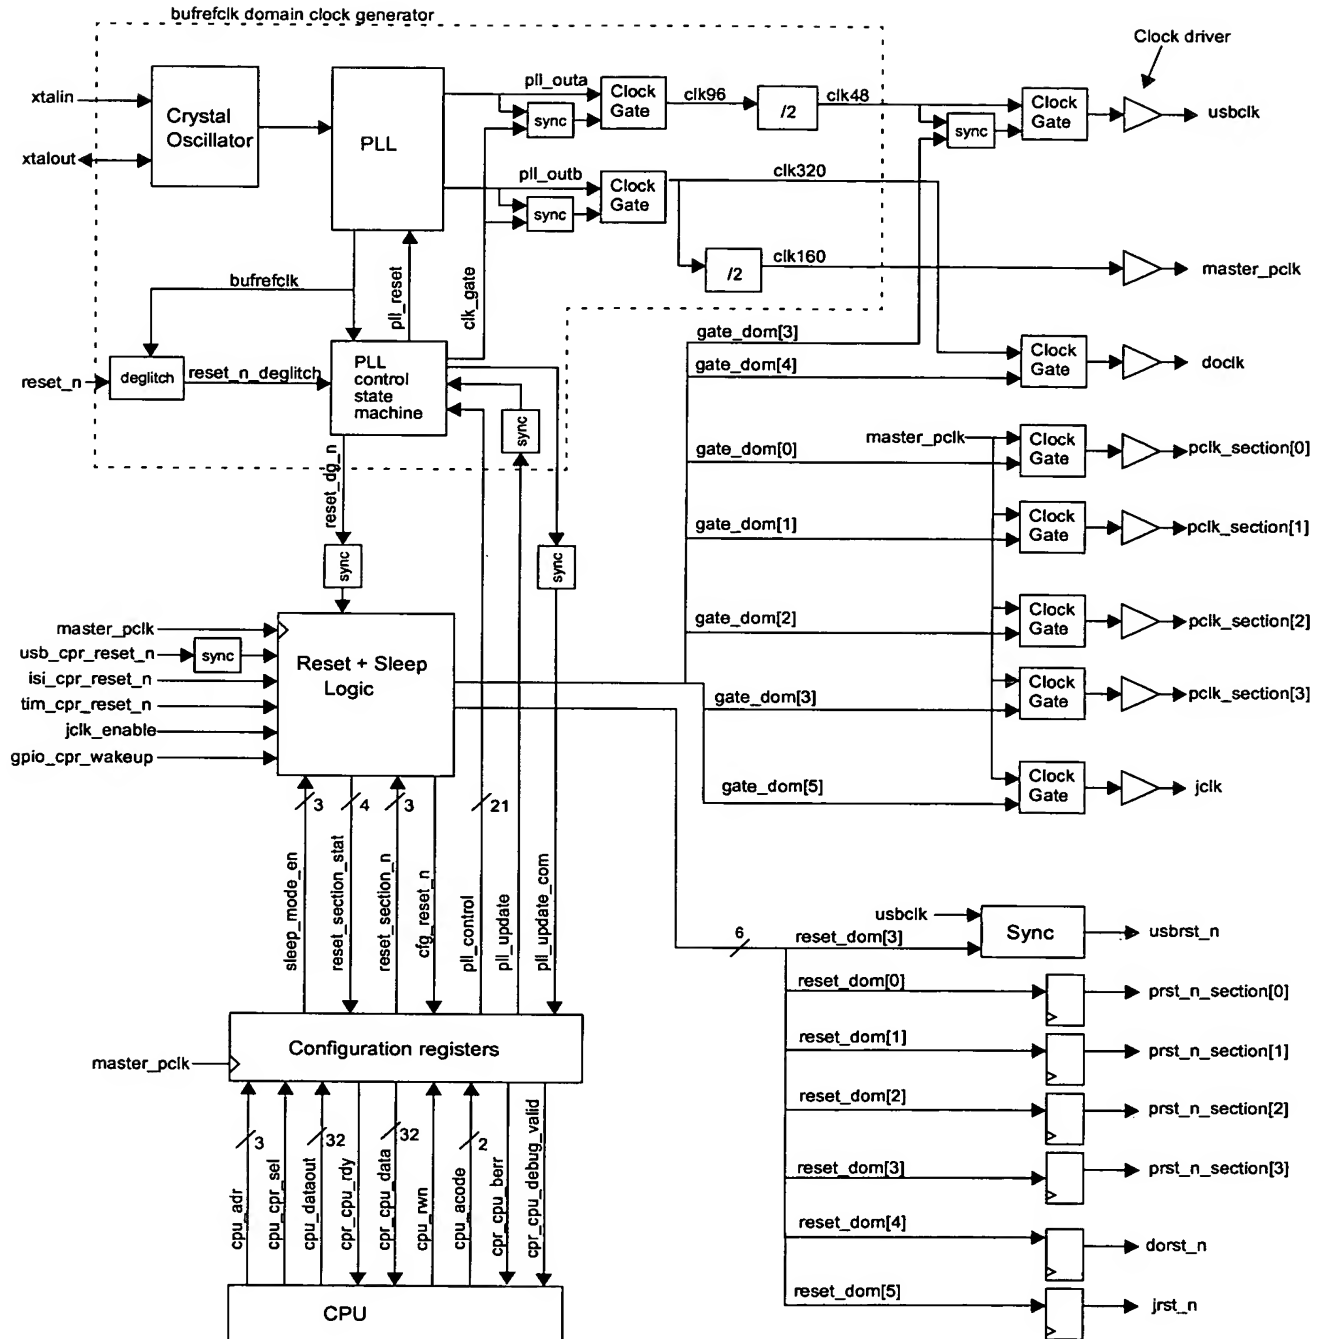 bufrefclk domain clock generator
Clock driver
xtalin
xtalout
Crystal
Oscillator
PLL
pll_outa
sync
Clock
Gate
clk96
/2
clk48
sync
Clock
Gate
usbclk
pll_outb
sync
Clock
Gate
clk320
/2
clk160
master_pclk
bufrefclk
pll_reset
clk_gate
reset_n
deglitch
reset_n_deglitch
PLL
control
state
machine
sync
reset_dg_n
sync
sync
gate_dom[3]
gate_dom[4]
Clock
Gate
doclk
master_pclk
gate_dom[0]
Clock
Gate
pclk_section[0]
gate_dom[1]
Clock
Gate
pclk_section[1]
gate_dom[2]
Clock
Gate
pclk_section[2]
gate_dom[3]
Clock
Gate
pclk_section[3]
gate_dom[5]
Clock
Gate
jclk
master_pclk
usb_cpr_reset_n
sync
isi_cpr_reset_n
tim_cpr_reset_n
jclk_enable
gpio_cpr_wakeup
Reset + Sleep
Logic
3
4
3
21
sleep_mode_en
reset_section_stat
reset_section_n
cfg_reset_n
pll_control
pll_update
pll_update_com
6
usbclk
reset_dom[3]
Sync
usbrst_n
reset_dom[0]
prst_n_section[0]
reset_dom[1]
prst_n_section[1]
reset_dom[2]
prst_n_section[2]
reset_dom[3]
prst_n_section[3]
reset_dom[4]
dorst_n
reset_dom[5]
jrst_n
master_pclk
Configuration registers
3
32
32
2
cpu_adr
cpu_cpr_sel
cpu_dataout
cpr_cpu_rdy
cpr_cpu_data
cpu_rwn
cpu_acode
cpr_cpu_berr
cpr_cpu_debug_valid
CPU